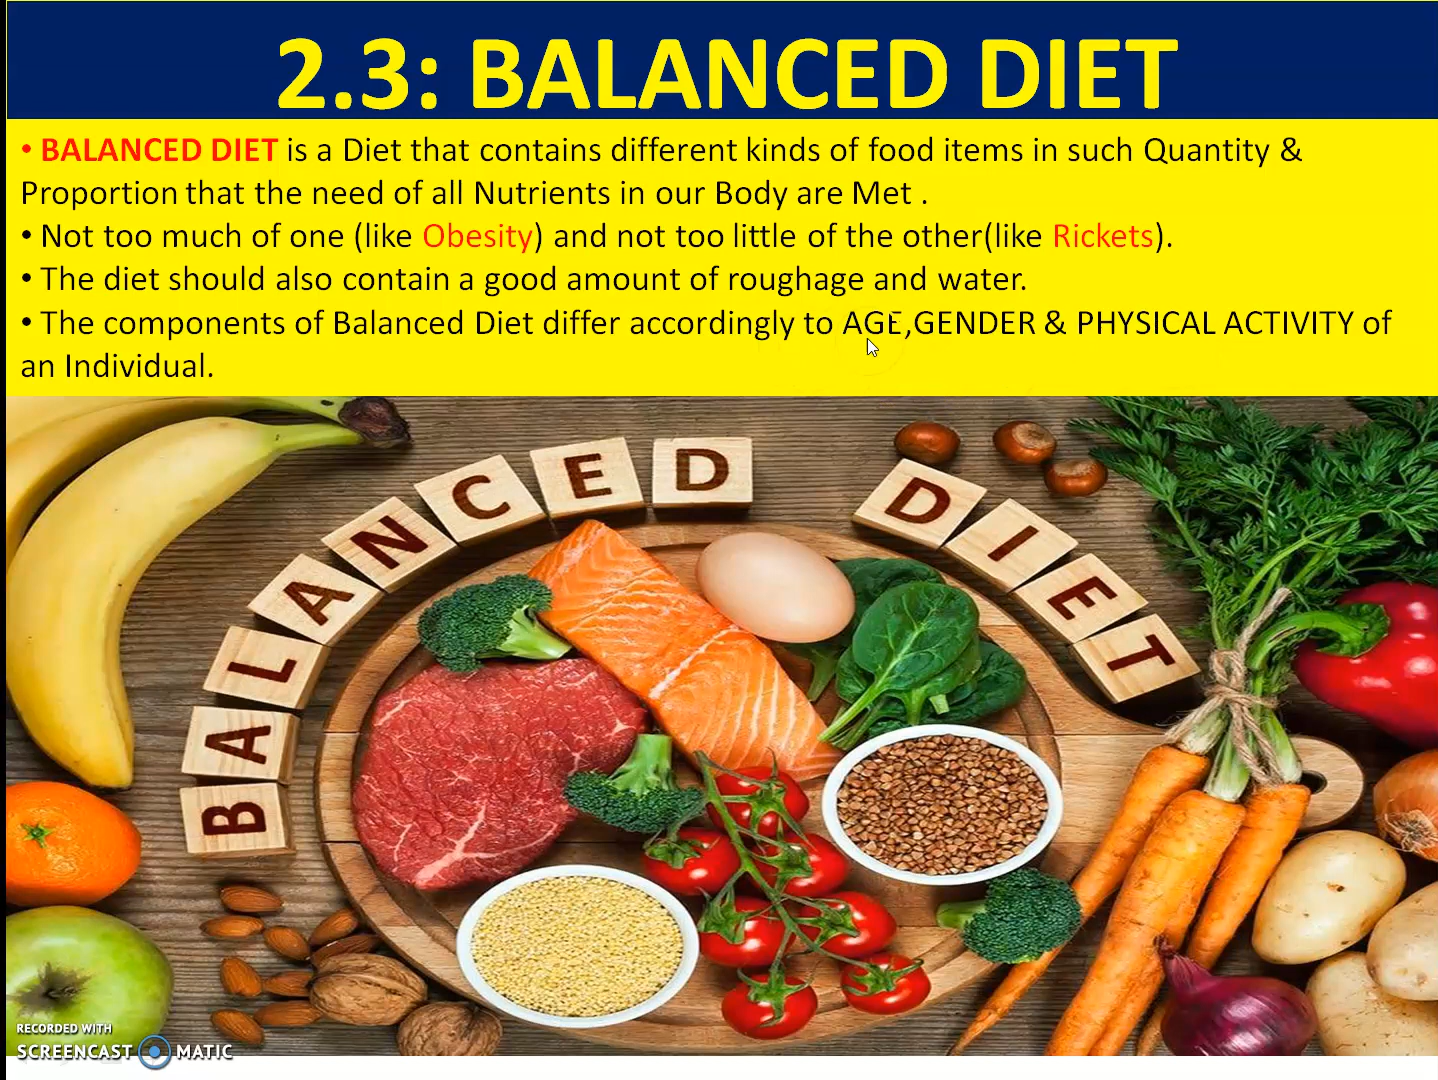 2.3: BALANCED DIET
• BALANCED DIET is a Diet that contains different kinds of food items in such Quantity &
Proportion that the need of all Nutrients in our Body are Met .
• Not too much of one (like Obesity) and not too little of the other(like Rickets).
• The diet should also contain a good amount of roughage and water.
• The components of Balanced Diet differ accordingly to AGE,GENDER & PHYSICAL ACTIVITY of
an Individual.
BALANCED DIET
RECORDED WITH
SCREENCAST MATIC